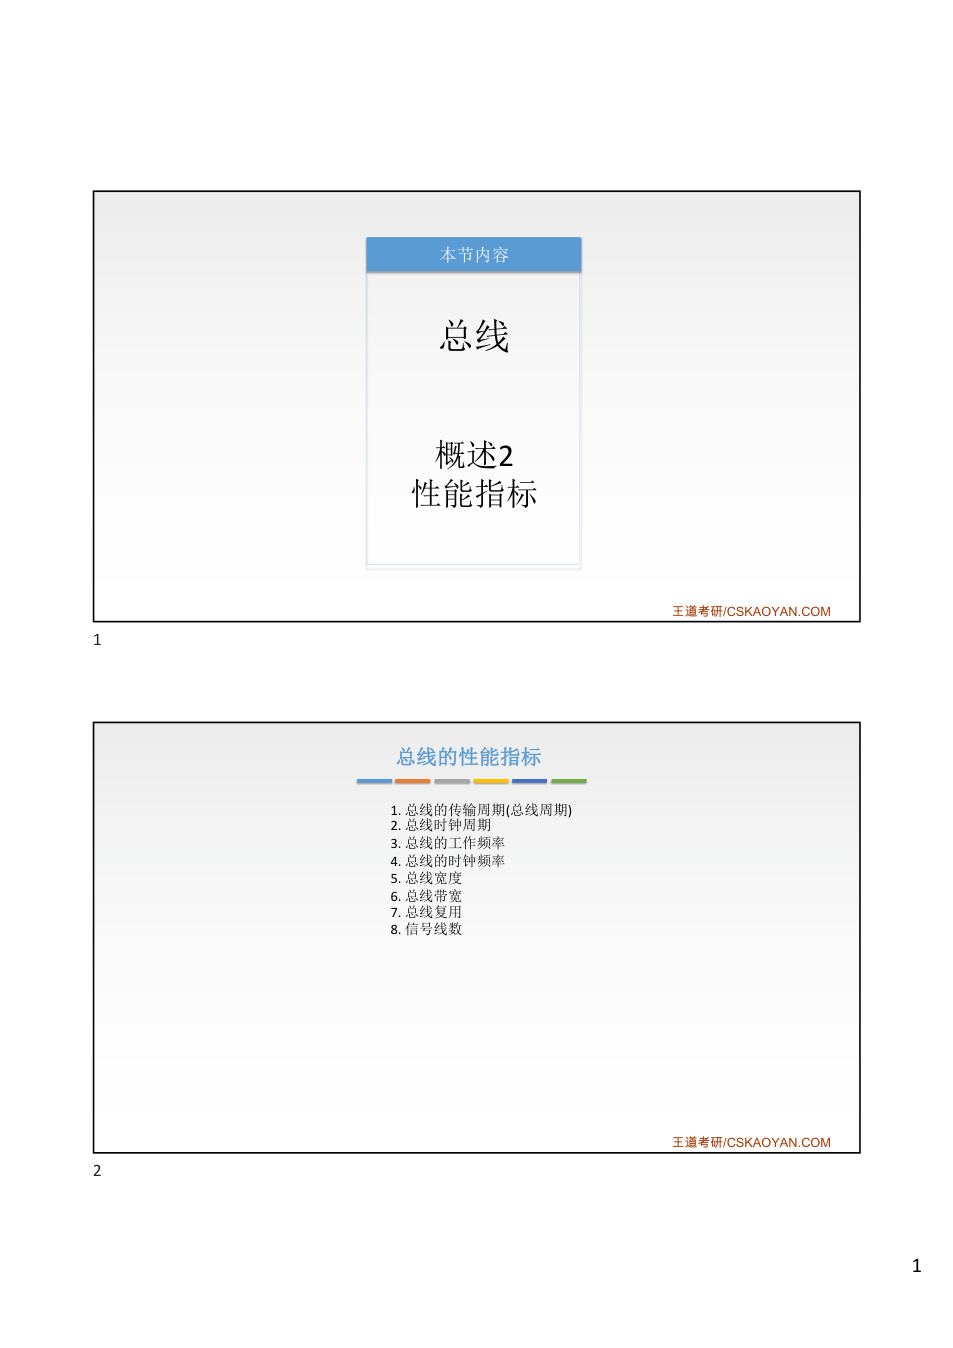 本节内容
总线
概述2
性能指标
王道考研/CSKAOYAN.COM
1
总线的性能指标
1. 总线的传输周期(总线周期)
2. 总线时钟周期
3. 总线的工作频率
4. 总线的时钟频率
5. 总线宽度
6. 总线带宽
7. 总线复用
8. 信号线数
王道考研/CSKAOYAN.COM
2
1